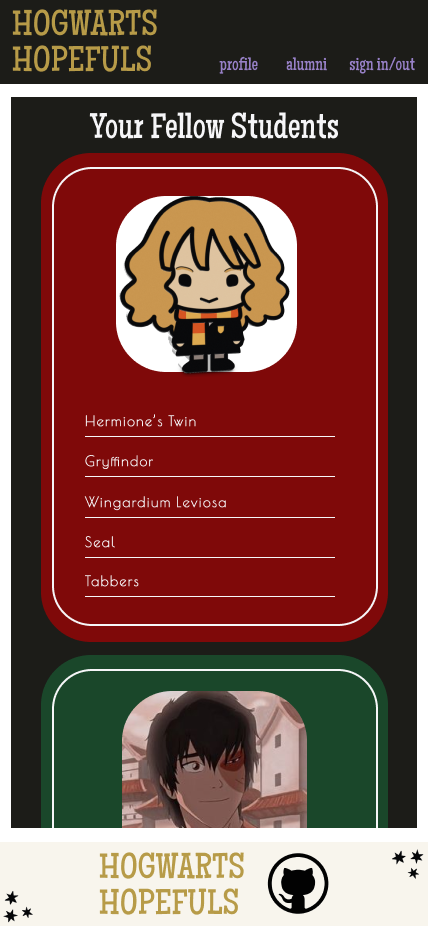 HOGWARTS
HOPEFULS
profile alumni sign in/out
Your Fellow Students
Hermione's Twin
Gryffindor
Wingardium Leviosa
Seal
Tabbers
HOGWARTS
HOPEFULS